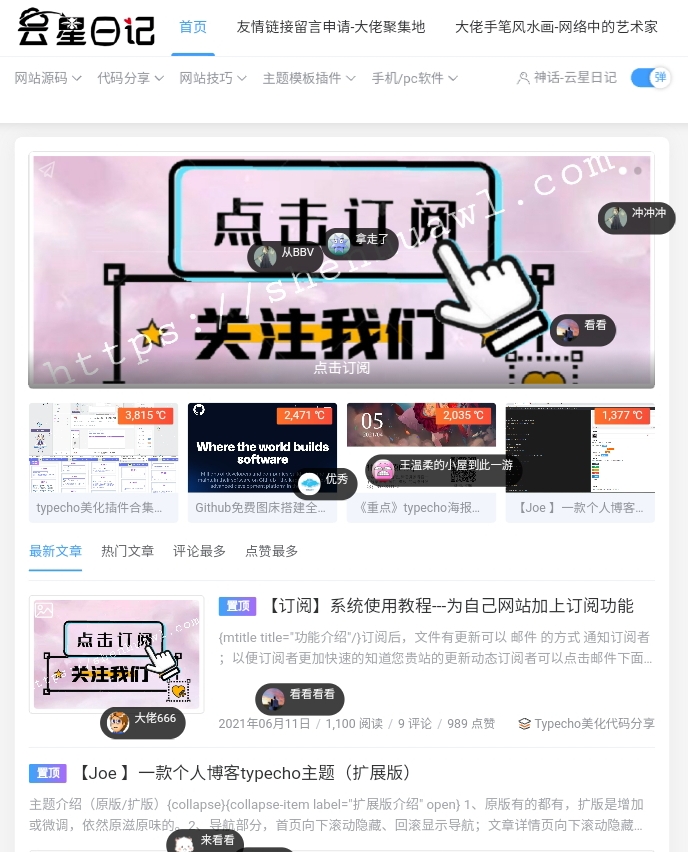 云星日记
首页
友情链接留言申请-大佬聚集地
大佬手笔风水画-网络中的艺术家
网站源码
代码分享
网站技巧
主题模板插件
手机/pc软件
神话-云星日记
弹
点击订阅
冲冲冲
从BBV
拿走了
看看
关注我们
点击订阅
3,815 ℃
2,471 ℃
2,035 ℃
1,377 ℃
Where the world builds
software
05
优秀
王温柔的小屋到此一游
typecho美化插件合集...
Github免费图床搭建全...
《重点》typecho海报...
【Joe 】一款个人博客...
最新文章
热门文章
评论最多
点赞最多
点击订阅
关注我们
置顶
【订阅】系统使用教程---为自己网站加上订阅功能
{mtitle title="功能介绍"/}订阅后，文件有更新可以 邮件 的方式 通知订阅者
；以便订阅者更加快速的知道您贵站的更新动态订阅者可以点击邮件下面...
看看看看
大佬666
2021年06月11日 / 1,100 阅读 / 9 评论 / 989 点赞
Typecho美化代码分享
置顶
【Joe 】一款个人博客typecho主题（扩展版）
主题介绍（原版/扩版）{collapse}{collapse-item label="扩展版介绍" open} 1、原版有的都有，扩版是增加
或微调，依然原滋原味的。2、导航部分，首页向下滚动隐藏、回滚显示导航；文章详情页向下滚动隐藏...
来看看